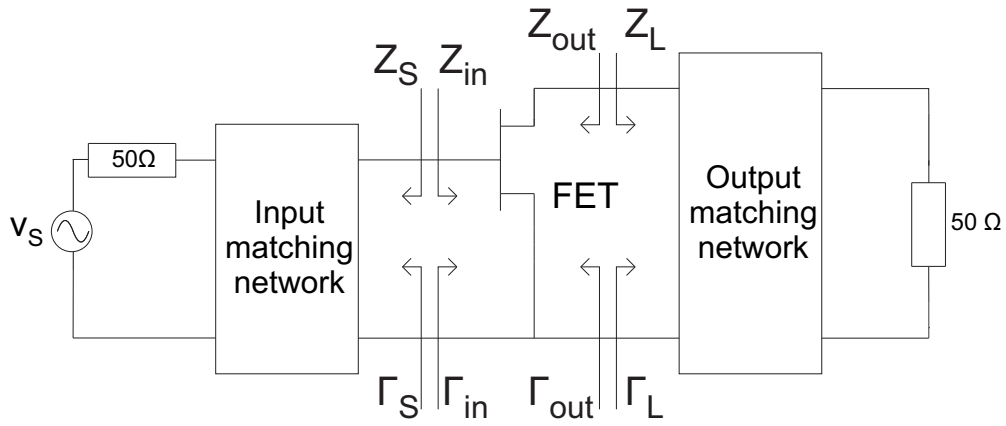 Z_S Z_in
Z_out Z_L
50Ω
v_S
Input
matching
network
FET
Output
matching
network
50 Ω
Γ_S Γ_in
Γ_out Γ_L